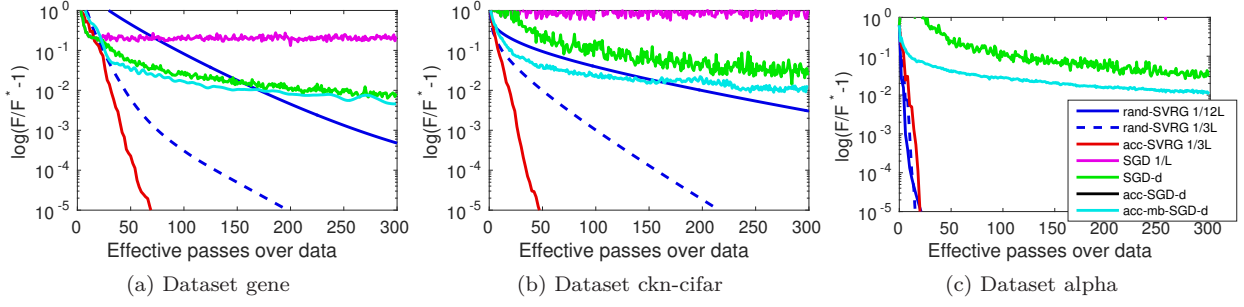 log(F/F* -1)
10^0
10^-1
10^-2
10^-3
10^-4
10^-5
0 50 100 150 200 250 300
Effective passes over data
(a) Dataset gene
log(F/F* -1)
10^0
10^-1
10^-2
10^-3
10^-4
10^-5
0 50 100 150 200 250 300
Effective passes over data
(b) Dataset ckn-cifar
log(F/F* -1)
10^0
10^-1
10^-2
10^-3
10^-4
10^-5
0 50 100 150 200 250 300
Effective passes over data
rand-SVRG 1/12L
rand-SVRG 1/3L
acc-SVRG 1/3L
SGD 1/L
SGD-d
acc-SGD-d
acc-mb-SGD-d
(c) Dataset alpha